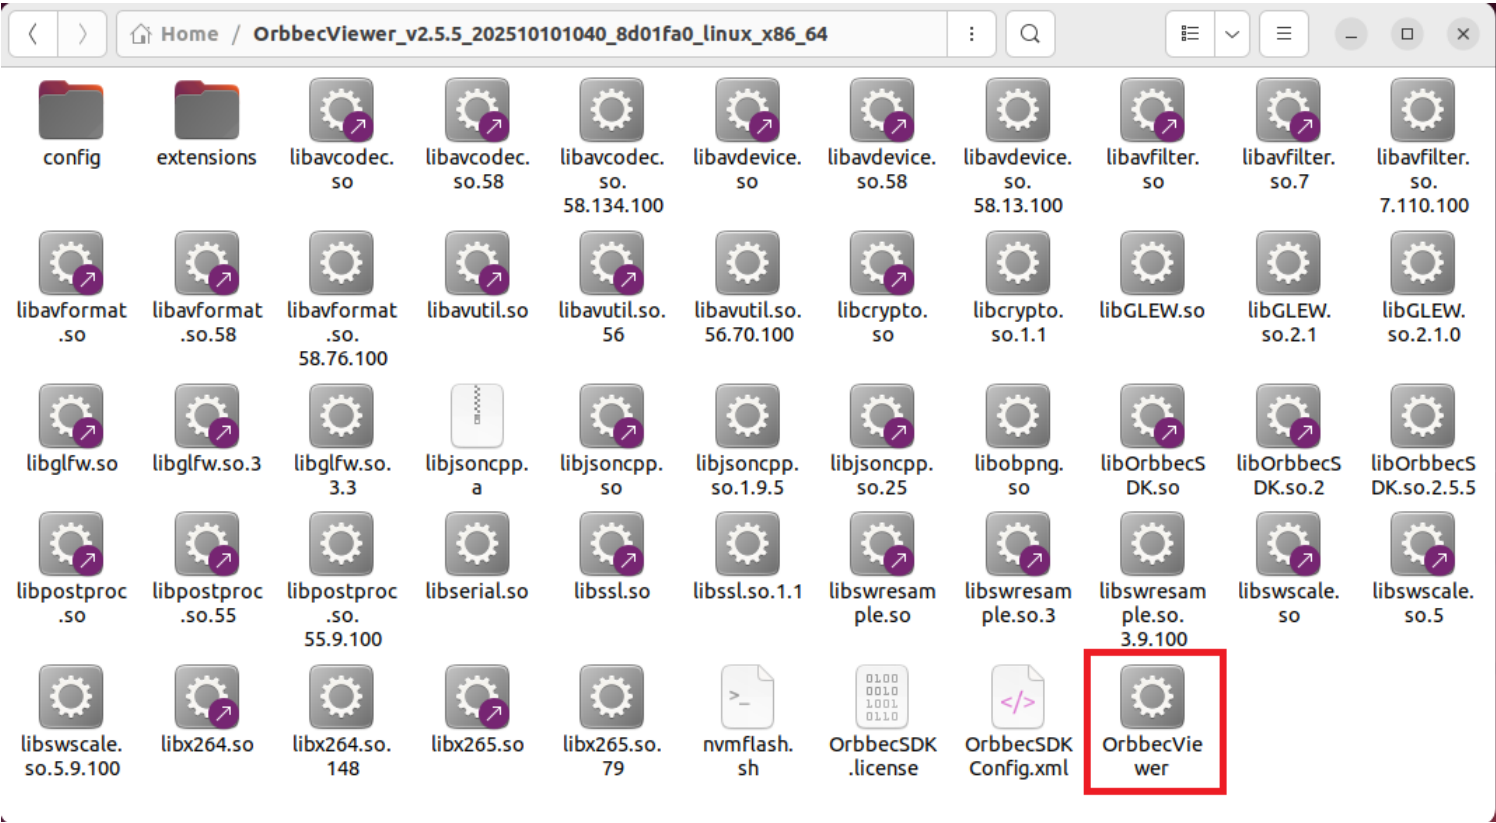 Home / OrbbecViewer_v2.5.5_202510101040_8d01fa0_linux_x86_64
config
extensions
libavcodec.
so
libavcodec.
so.58
libavcodec.
so.
58.134.100
libavdevice.
so
libavdevice.
so.58
libavdevice.
so.
58.13.100
libavfilter.
so
libavfilter.
so.7
libavfilter.
so.
7.110.100
libavformat
.so
libavformat
.so.58
libavformat
.so.
58.76.100
libavutil.so
libavutil.so.
56
libavutil.so.
56.70.100
libcrypto.
so
libcrypto.
so.1.1
libGLEW.so
libGLEW.
so.2.1
libGLEW.
so.2.1.0
libglfw.so
libglfw.so.3
libglfw.so.
3.3
libjsoncpp.
a
libjsoncpp.
so
libjsoncpp.
so.1.9.5
libjsoncpp.
so.25
libobpng.
so
libOrbbecS
DK.so
libOrbbecS
DK.so.2
libOrbbecS
DK.so.2.5.5
libpostproc
.so
libpostproc
.so.55
libpostproc
.so.
55.9.100
libserial.so
libssl.so
libssl.so.1.1
libswresam
ple.so
libswresam
ple.so.3
libswresam
ple.so.
3.9.100
libswscale.
so
libswscale.
so.5
libswscale.
so.5.9.100
libx264.so
libx264.so.
148
libx265.so
libx265.so.
79
>_
nvmflash.
sh
0100
0010
1001
0110
OrbbecSDK
.license
</>
OrbbecSDK
Config.xml
OrbbecVie
wer